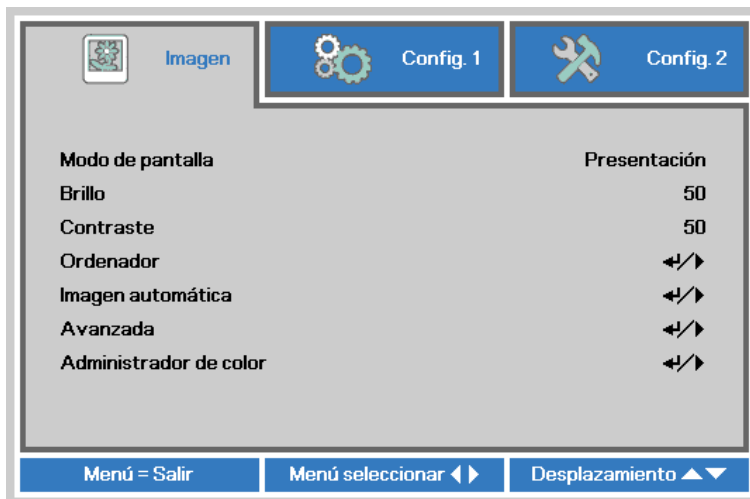 Imagen
Config. 1
Config. 2
Modo de pantalla Presentación
Brillo 50
Contraste 50
Ordenador
Imagen automática
Avanzada
Administrador de color
Menú = Salir
Menú seleccionar
Desplazamiento